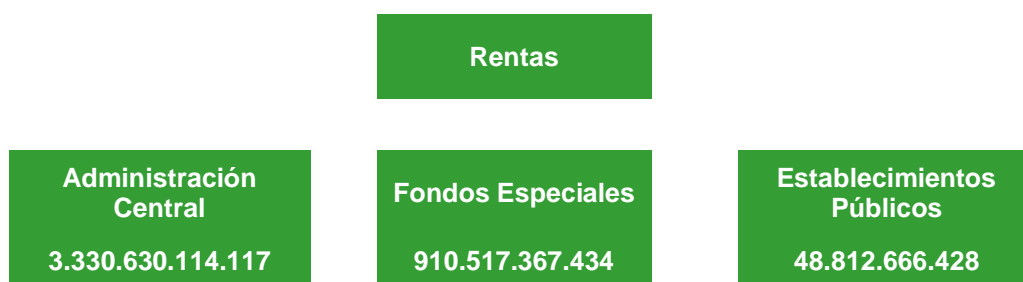 Rentas
Administración
Central
3.330.630.114.117
Fondos Especiales
910.517.367.434
Establecimientos
Públicos
48.812.666.428